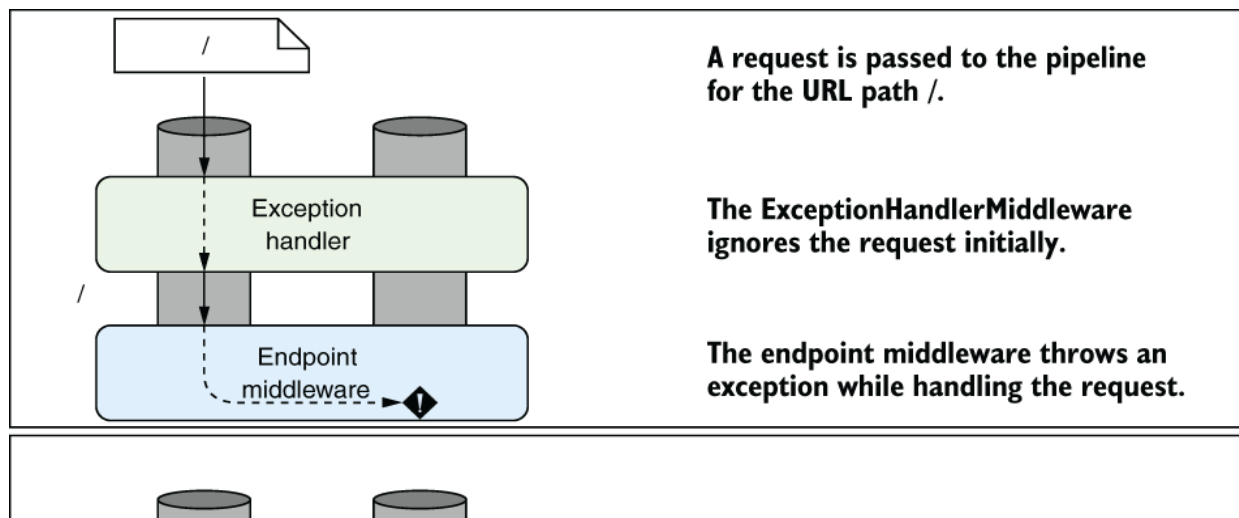 /
A request is passed to the pipeline
for the URL path /.
Exception
handler
The ExceptionHandlerMiddleware
ignores the request initially.
/
Endpoint
middleware
!
The endpoint middleware throws an
exception while handling the request.